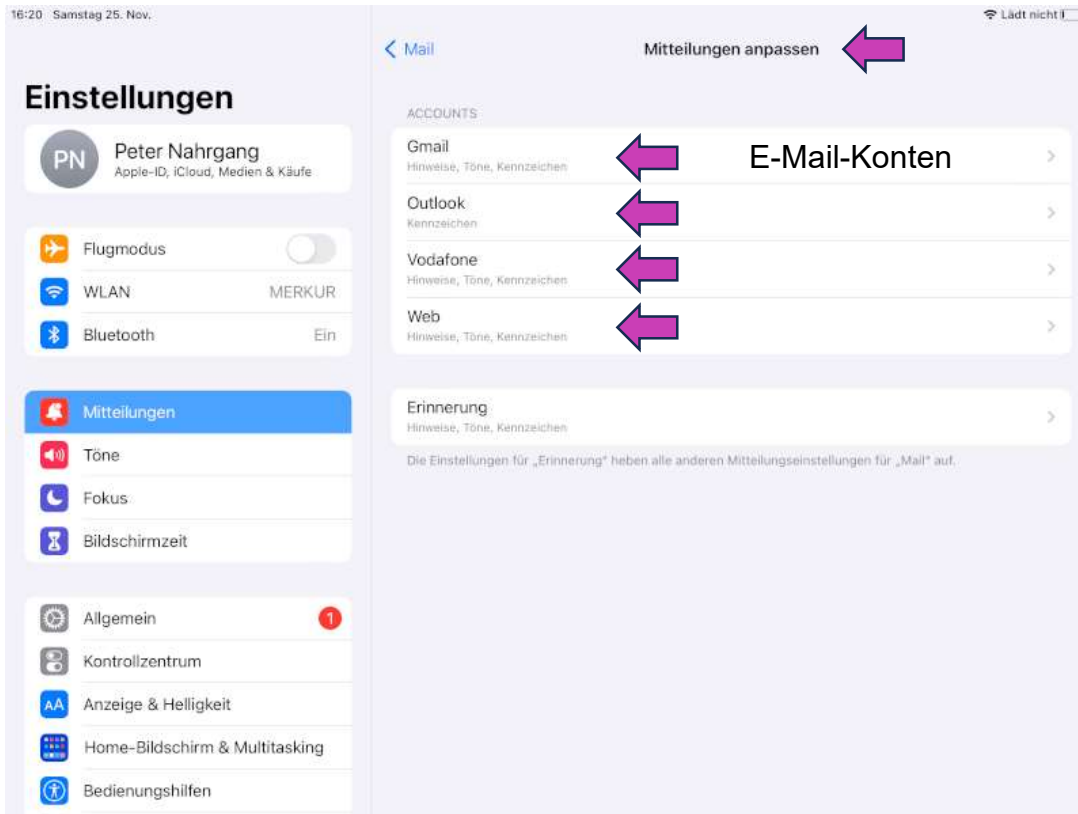 16:20 Samstag 25. Nov.
Lädt nicht
Einstellungen
PN
Peter Nahrgang
Apple-ID, iCloud, Medien & Käufe
Flugmodus
WLAN MERKUR
Bluetooth Ein
Mitteilungen
Töne
Fokus
Bildschirmzeit
Allgemein 1
Kontrollzentrum
AA Anzeige & Helligkeit
Home-Bildschirm & Multitasking
Bedienungshilfen
Mail
Mitteilungen anpassen
ACCOUNTS
Gmail
Hinweise, Töne, Kennzeichen
E-Mail-Konten
Outlook
Kennzeichen
Vodafone
Hinweise, Töne, Kennzeichen
Web
Hinweise, Töne, Kennzeichen
Erinnerung
Hinweise, Töne, Kennzeichen
Die Einstellungen für „Erinnerung“ heben alle anderen Mitteilungseinstellungen für „Mail“ auf.